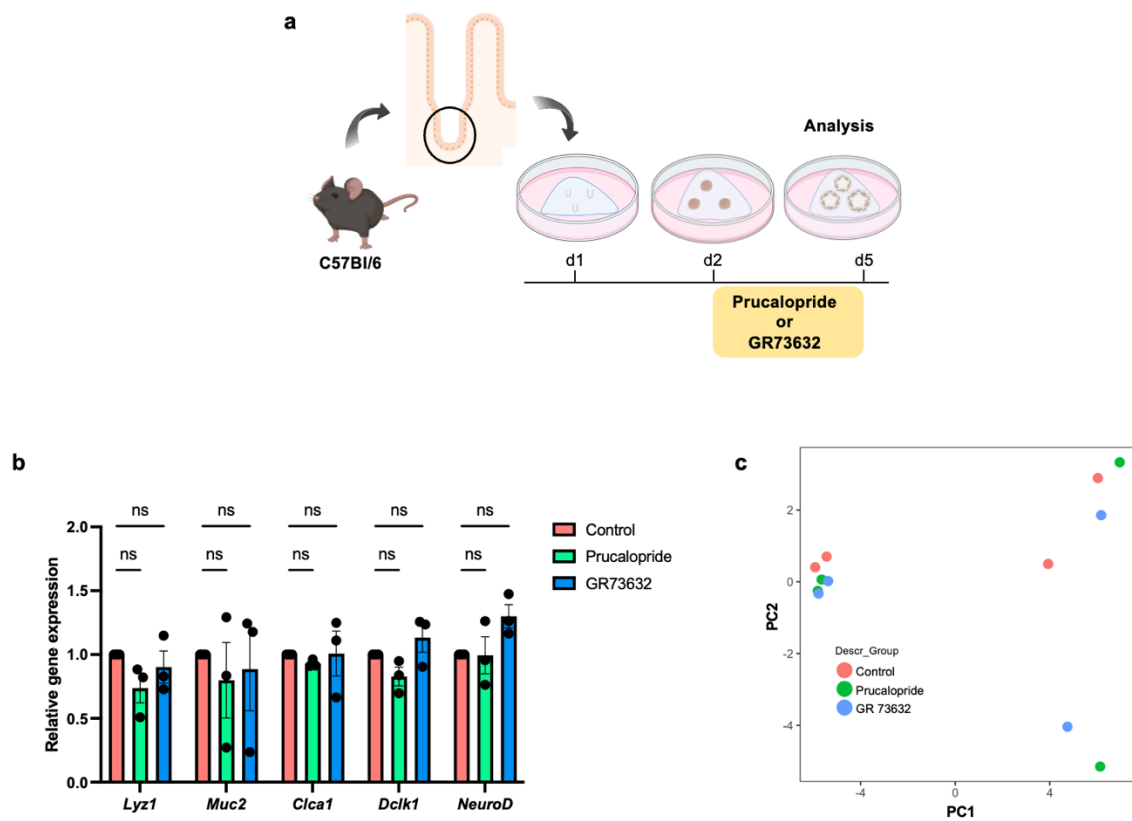 a
Analysis
C57Bl/6
d1
d2
d5
Prucalopride
or
GR73632
b
c
ns
ns
ns
ns
ns
ns
ns
ns
ns
ns
Control
Prucalopride
GR73632
Relative gene expression
2.0
1.5
1.0
0.5
0.0
Lyz1
Muc2
Clca1
Dclk1
NeuroD
PC2
2
0
-2
-4
Descr_Group
Control
Prucalopride
GR 73632
-4
0
4
PC1